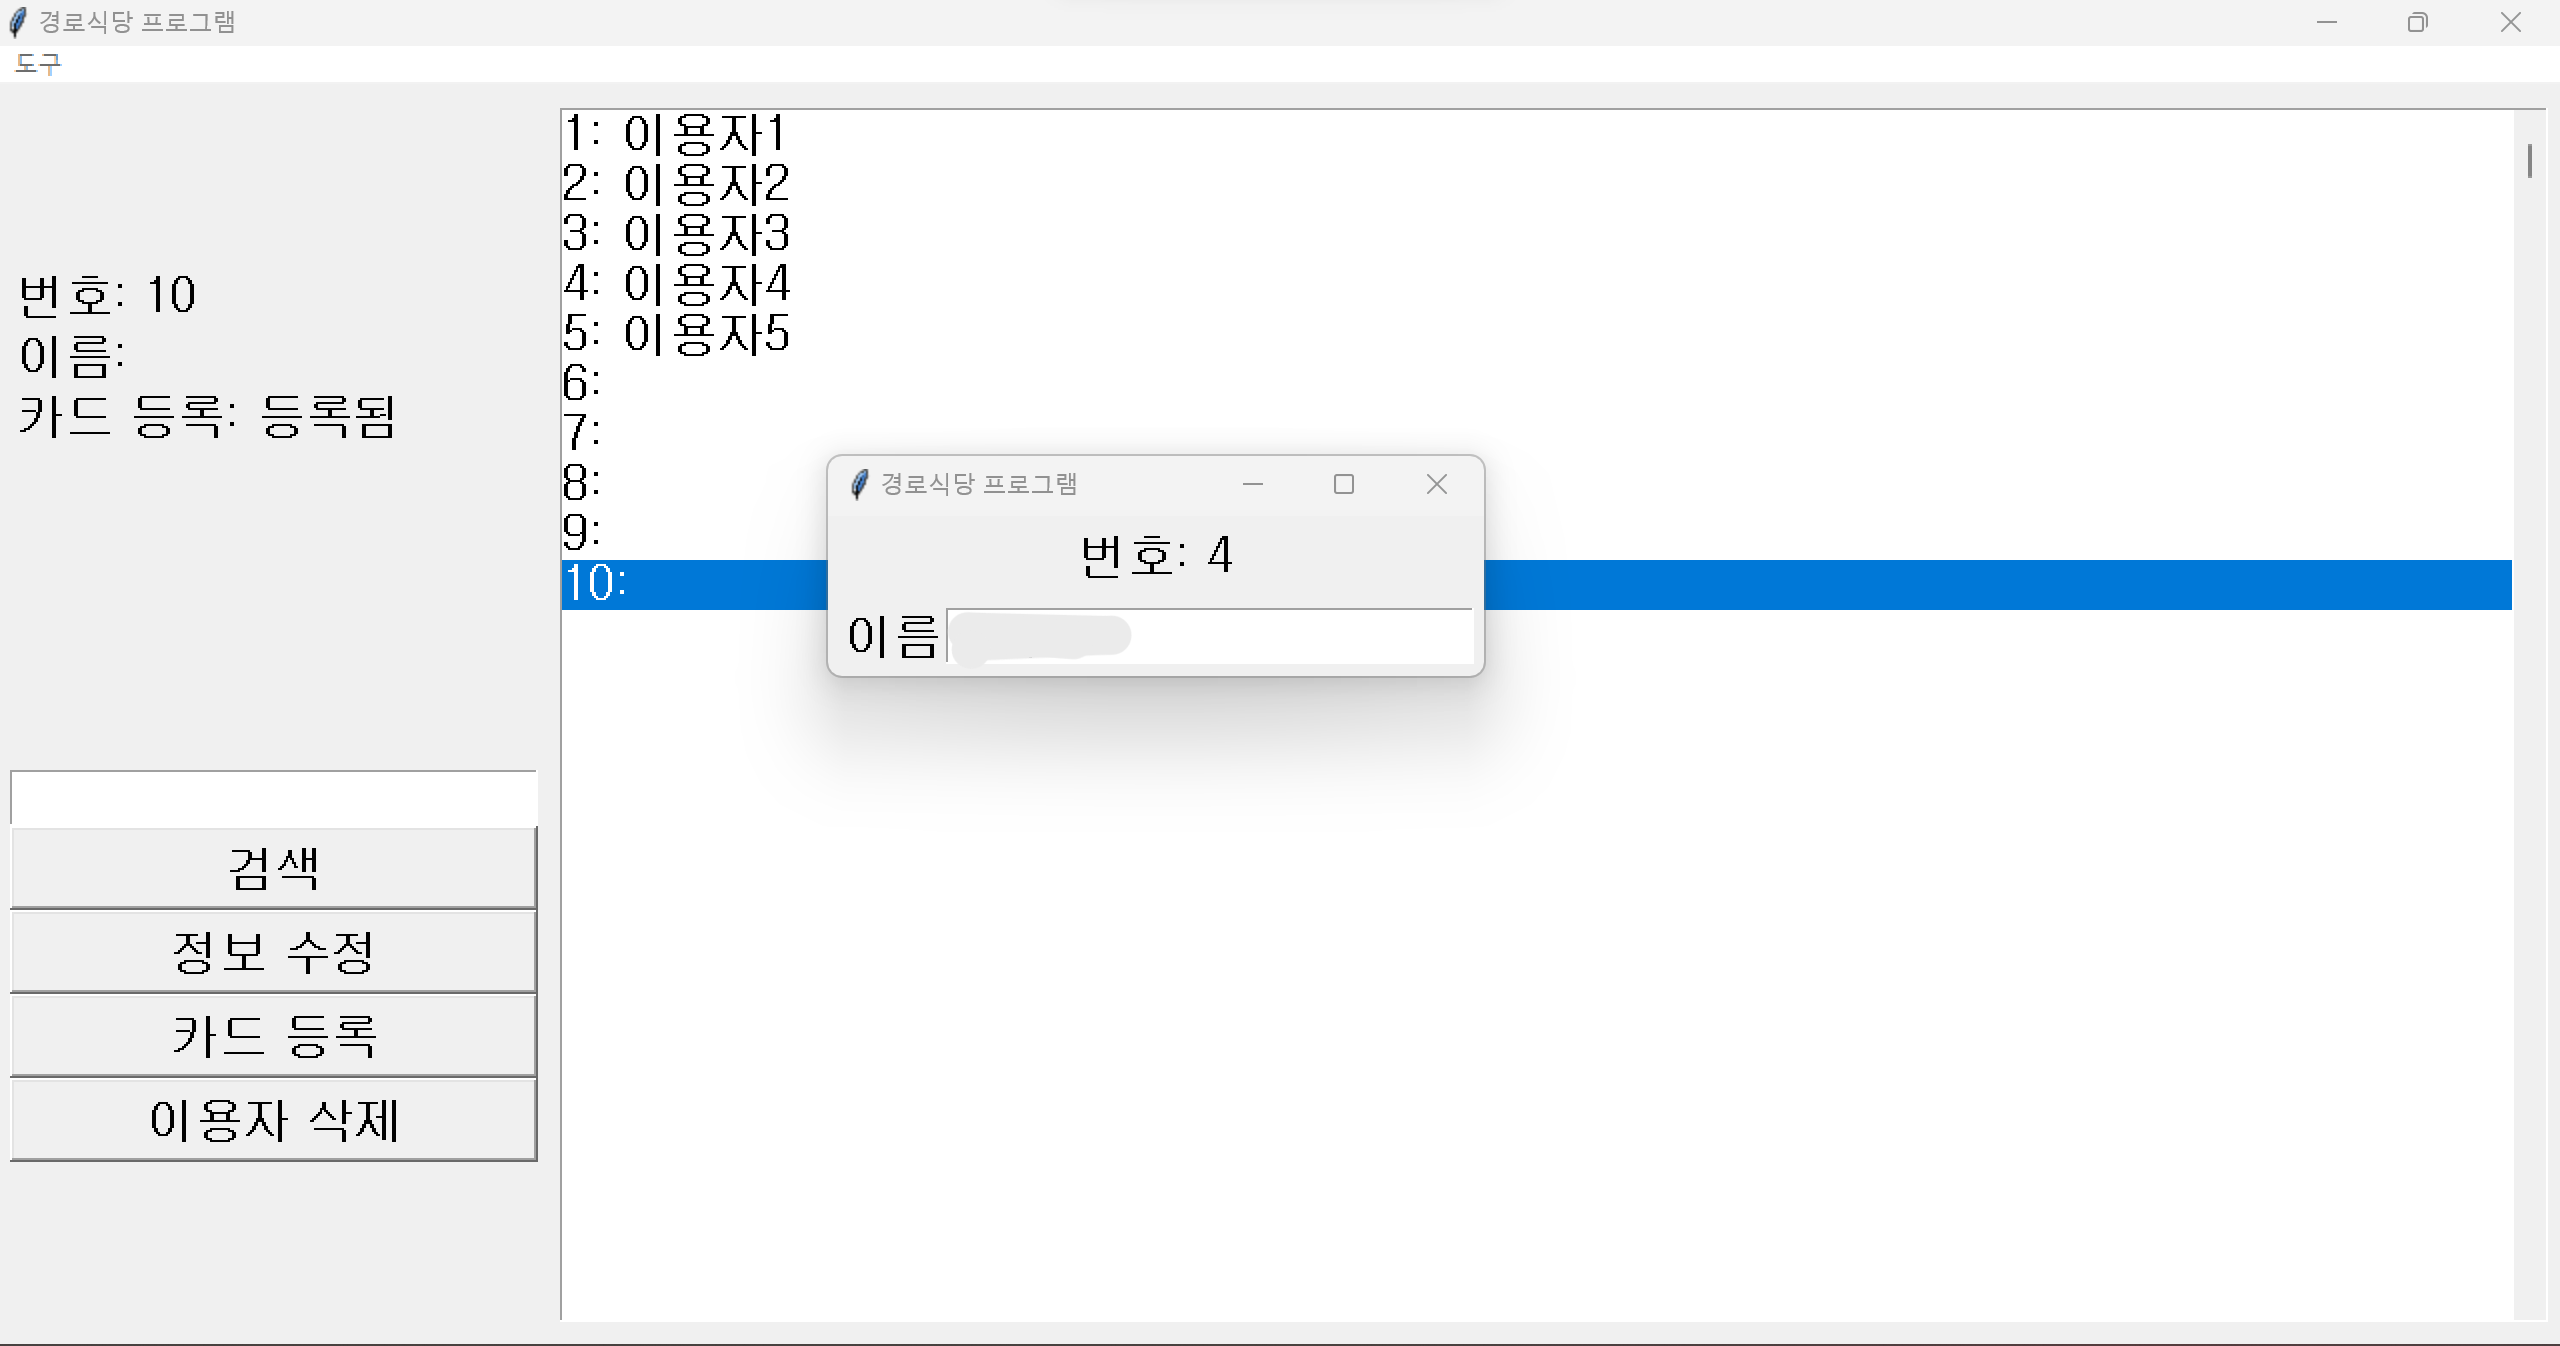 경로식당 프로그램
도구
번호: 10
이름:
카드 등록: 등록됨
검색
정보 수정
카드 등록
이용자 삭제
1: 이용자1
2: 이용자2
3: 이용자3
4: 이용자4
5: 이용자5
6:
7:
8:
9:
10:
경로식당 프로그램
번호: 4
이름